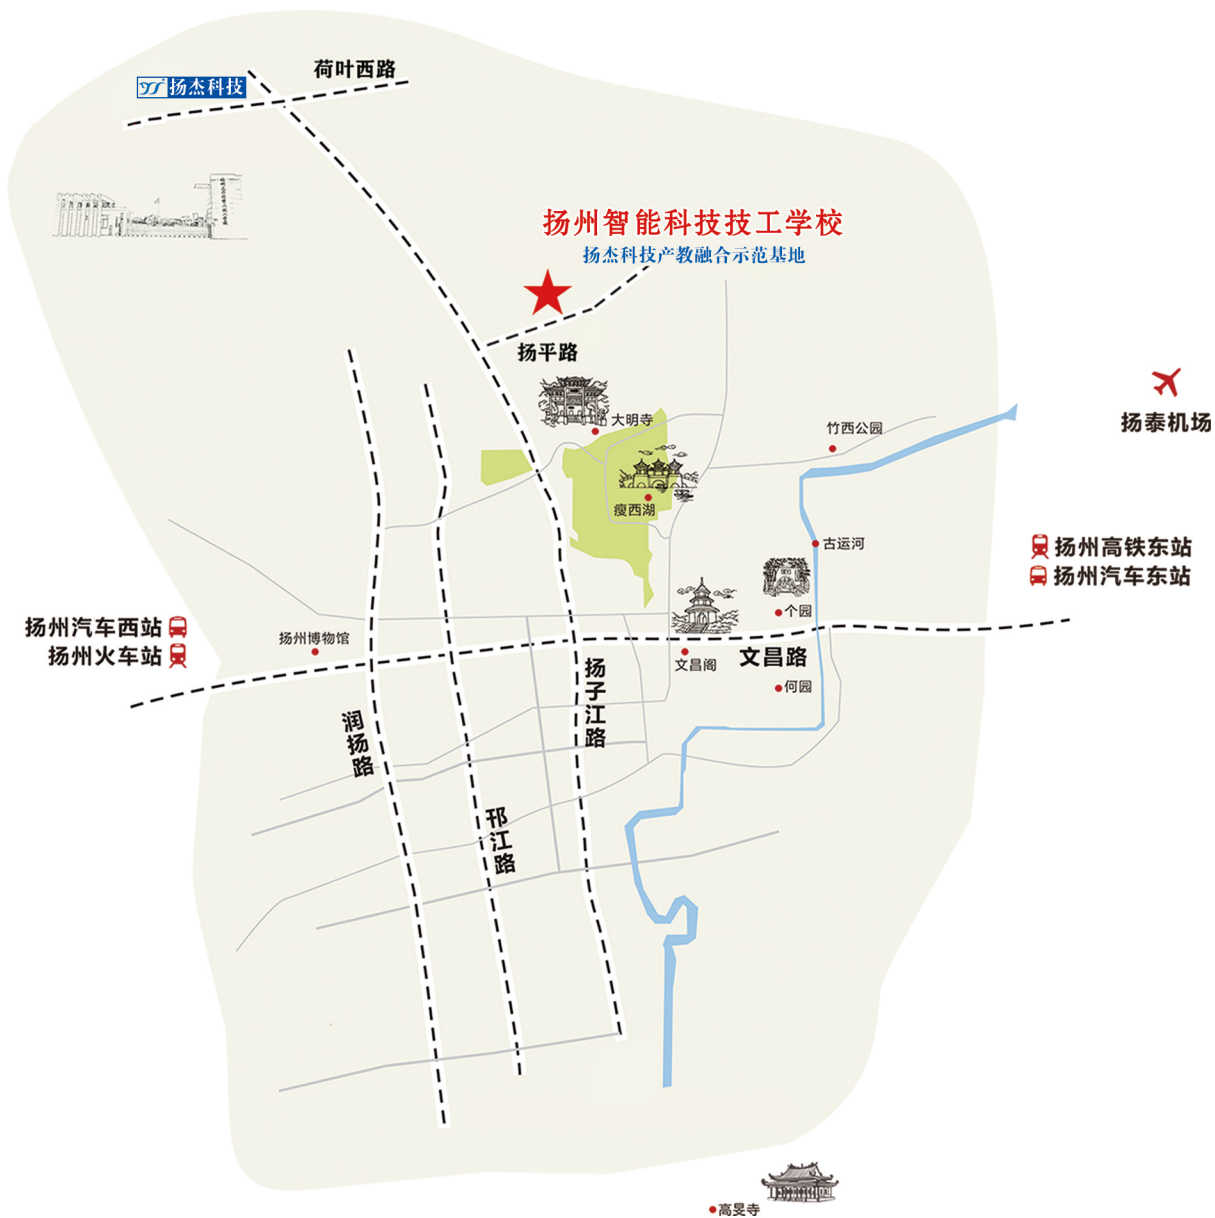 荷叶西路
扬杰科技
扬州智能科技技工学校
扬杰科技产教融合示范基地
扬平路
扬泰机场
大明寺
竹西公园
瘦西湖
古运河
扬州高铁东站
扬州汽车东站
个园
扬州汽车西站
扬州博物馆
扬州火车站
文昌阁
文昌路
何园
扬子江路
润扬路
邗江路
高旻寺